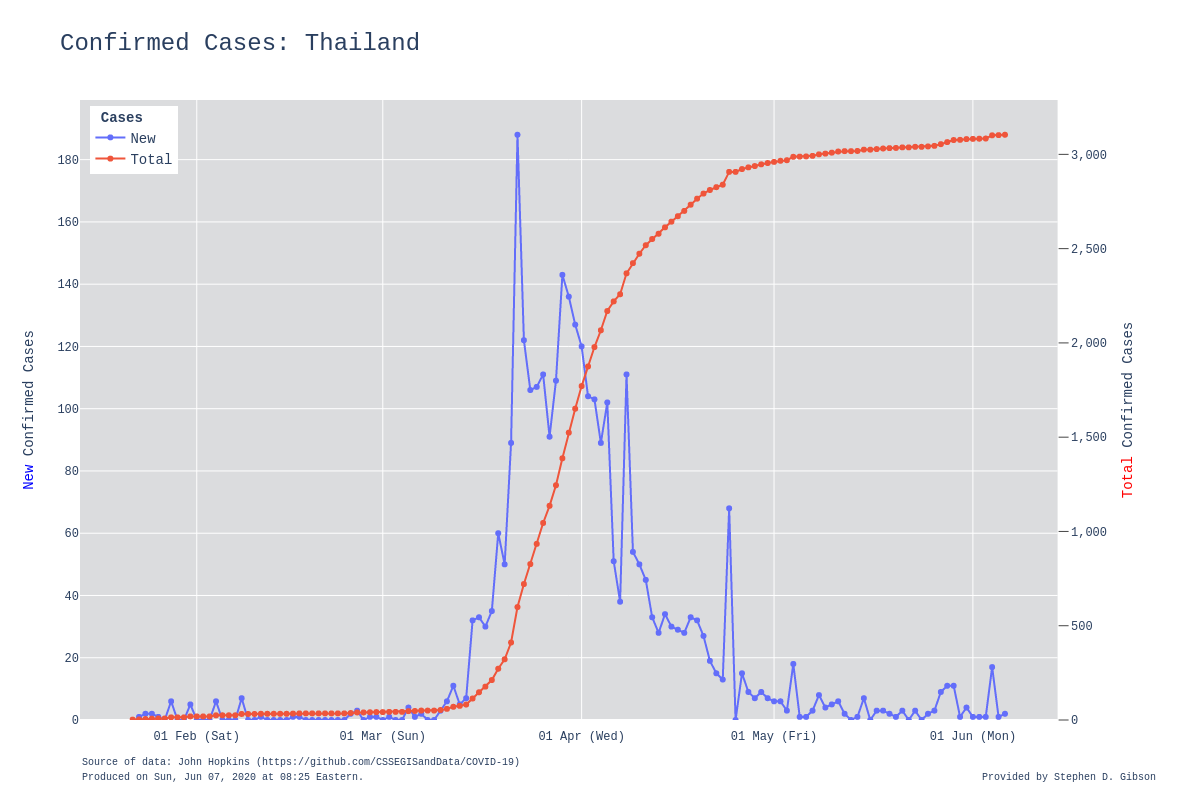 Confirmed Cases: Thailand
Cases
New
Total
180
160
140
120
100
80
60
40
20
0
3,000
2,500
2,000
1,500
1,000
500
0
New Confirmed Cases
Total Confirmed Cases
01 Feb (Sat)
01 Mar (Sun)
01 Apr (Wed)
01 May (Fri)
01 Jun (Mon)
Source of data: John Hopkins (https://github.com/CSSEGISandData/COVID-19)
Produced on Sun, Jun 07, 2020 at 08:25 Eastern.
Provided by Stephen D. Gibson